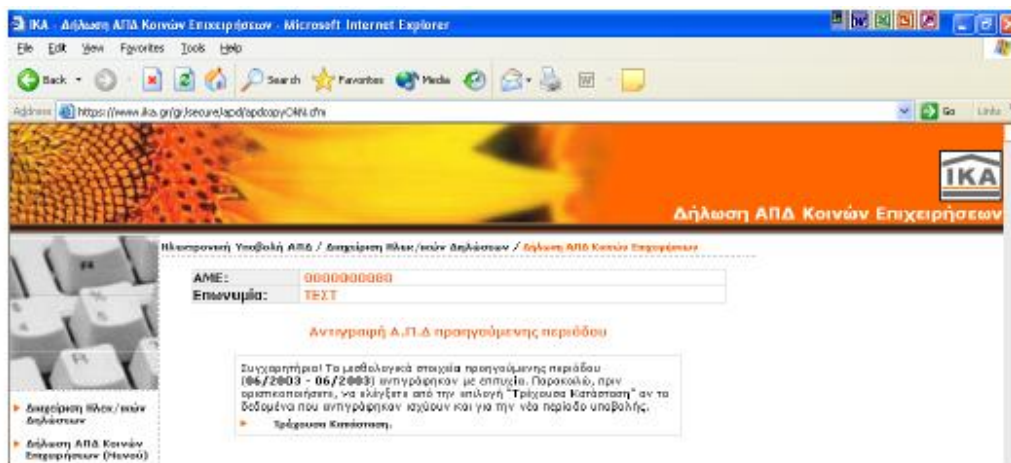 IKA - Δήλωση ΑΠΔ Κοινών Επιχειρήσεων - Microsoft Internet Explorer
File Edit View Favorites Tools Help
Back Search Favorites Media
Address https://www.ika.gr/gr/secure/apd/apdcopyOKN.cfm Go Links
IKA
Δήλωση ΑΠΔ Κοινών Επιχειρήσεων
Ηλεκτρονική Υποβολή ΑΠΔ / Διαχείριση Ηλεκ/νικών Δηλώσεων / Δήλωση ΑΠΔ Κοινών Επιχειρήσεων
ΑΜΕ: 0000000080
Επωνυμία: ΤΕΣΤ
Αντιγραφή Α.Π.Δ προηγούμενης περιόδου
Συγχαρητήρια! Τα μισθολογικά στοιχεία προηγούμενης περιόδου
(06/2003 - 06/2003) αντιγράφηκαν με επιτυχία. Παρακαλώ, πριν
οριστικοποιήσετε, να ελέγξετε από την επιλογή "Τρέχουσα Κατάσταση" αν τα
δεδομένα που αντιγράφηκαν ισχύουν και για την νέα περίοδο υποβολής.
Τρέχουσα Κατάσταση.
Διαχείριση Ηλεκ/νικών
Δηλώσεων
Δήλωση ΑΠΔ Κοινών
Επιχειρήσεων (Μενού)